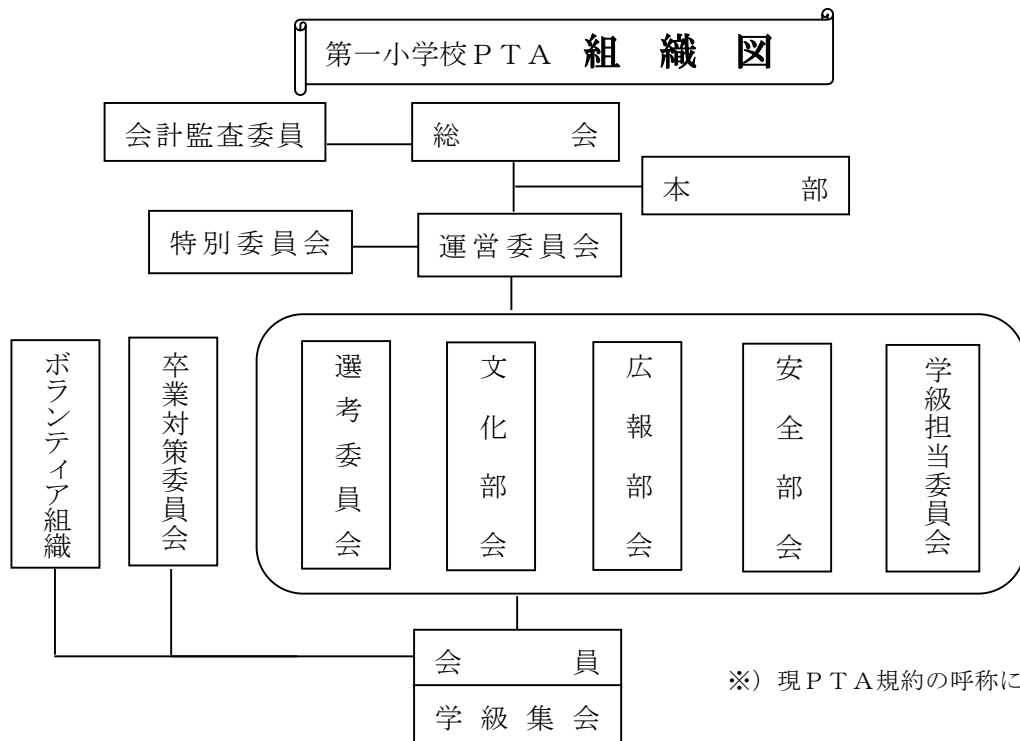 第一小学校ＰＴＡ 組 織 図
会計監査委員
総 会
本 部
特別委員会
運営委員会
ボランティア組織
卒業対策委員会
選考委員会
文化部会
広報部会
安全部会
学級担当委員会
会 員
学級集会
※）現ＰＴＡ規約の呼称に